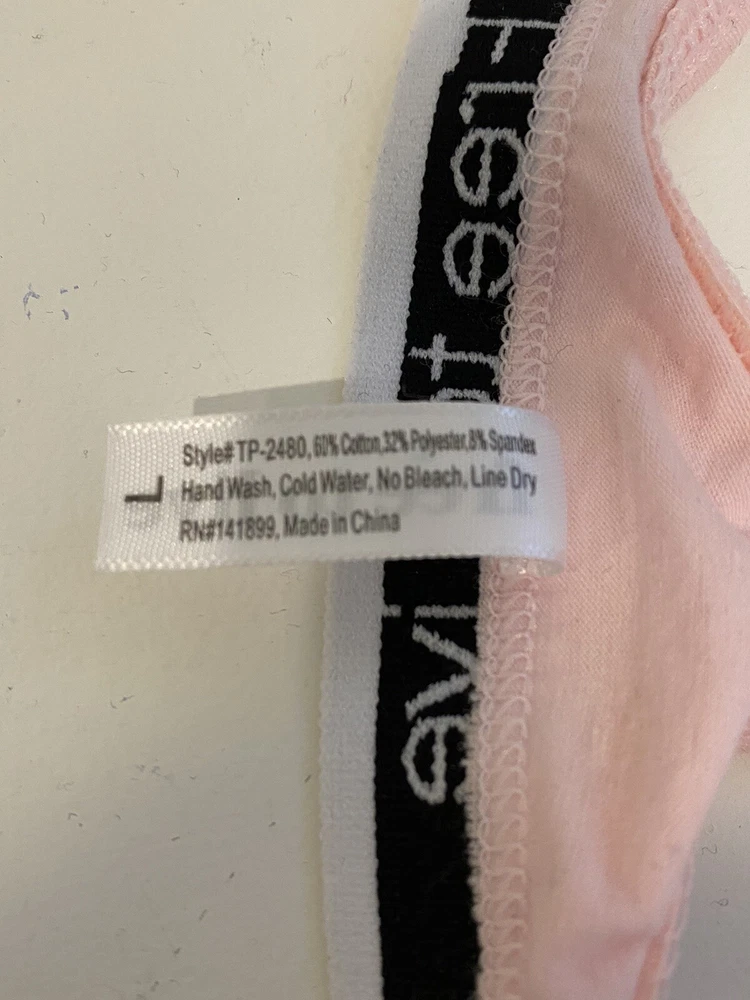 L
Style# TP-2480, 60% Cotton,32% Polyester,8% Spandex
Hand Wash, Cold Water, No Bleach, Line Dry
RN#141899, Made in China